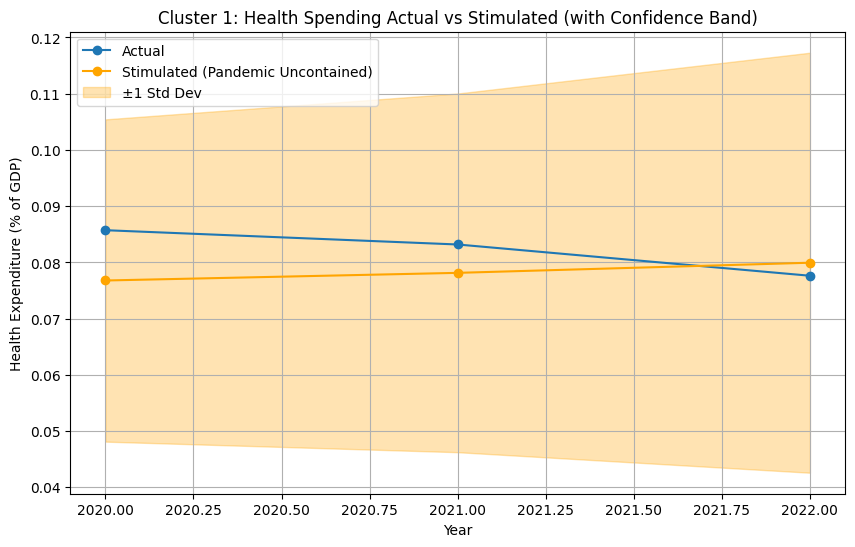 Cluster 1: Health Spending Actual vs Stimulated (with Confidence Band)
Actual
Stimulated (Pandemic Uncontained)
±1 Std Dev
Health Expenditure (% of GDP)
0.12
0.11
0.10
0.09
0.08
0.07
0.06
0.05
0.04
2020.00 2020.25 2020.50 2020.75 2021.00 2021.25 2021.50 2021.75 2022.00
Year